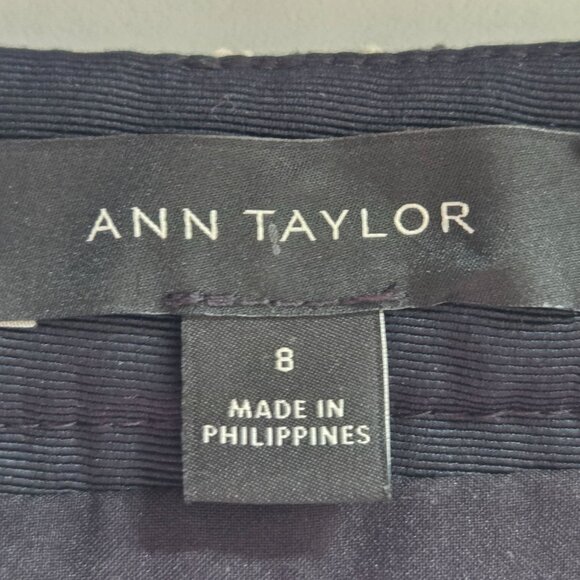 ANN TAYLOR
8
MADE IN
PHILIPPINES